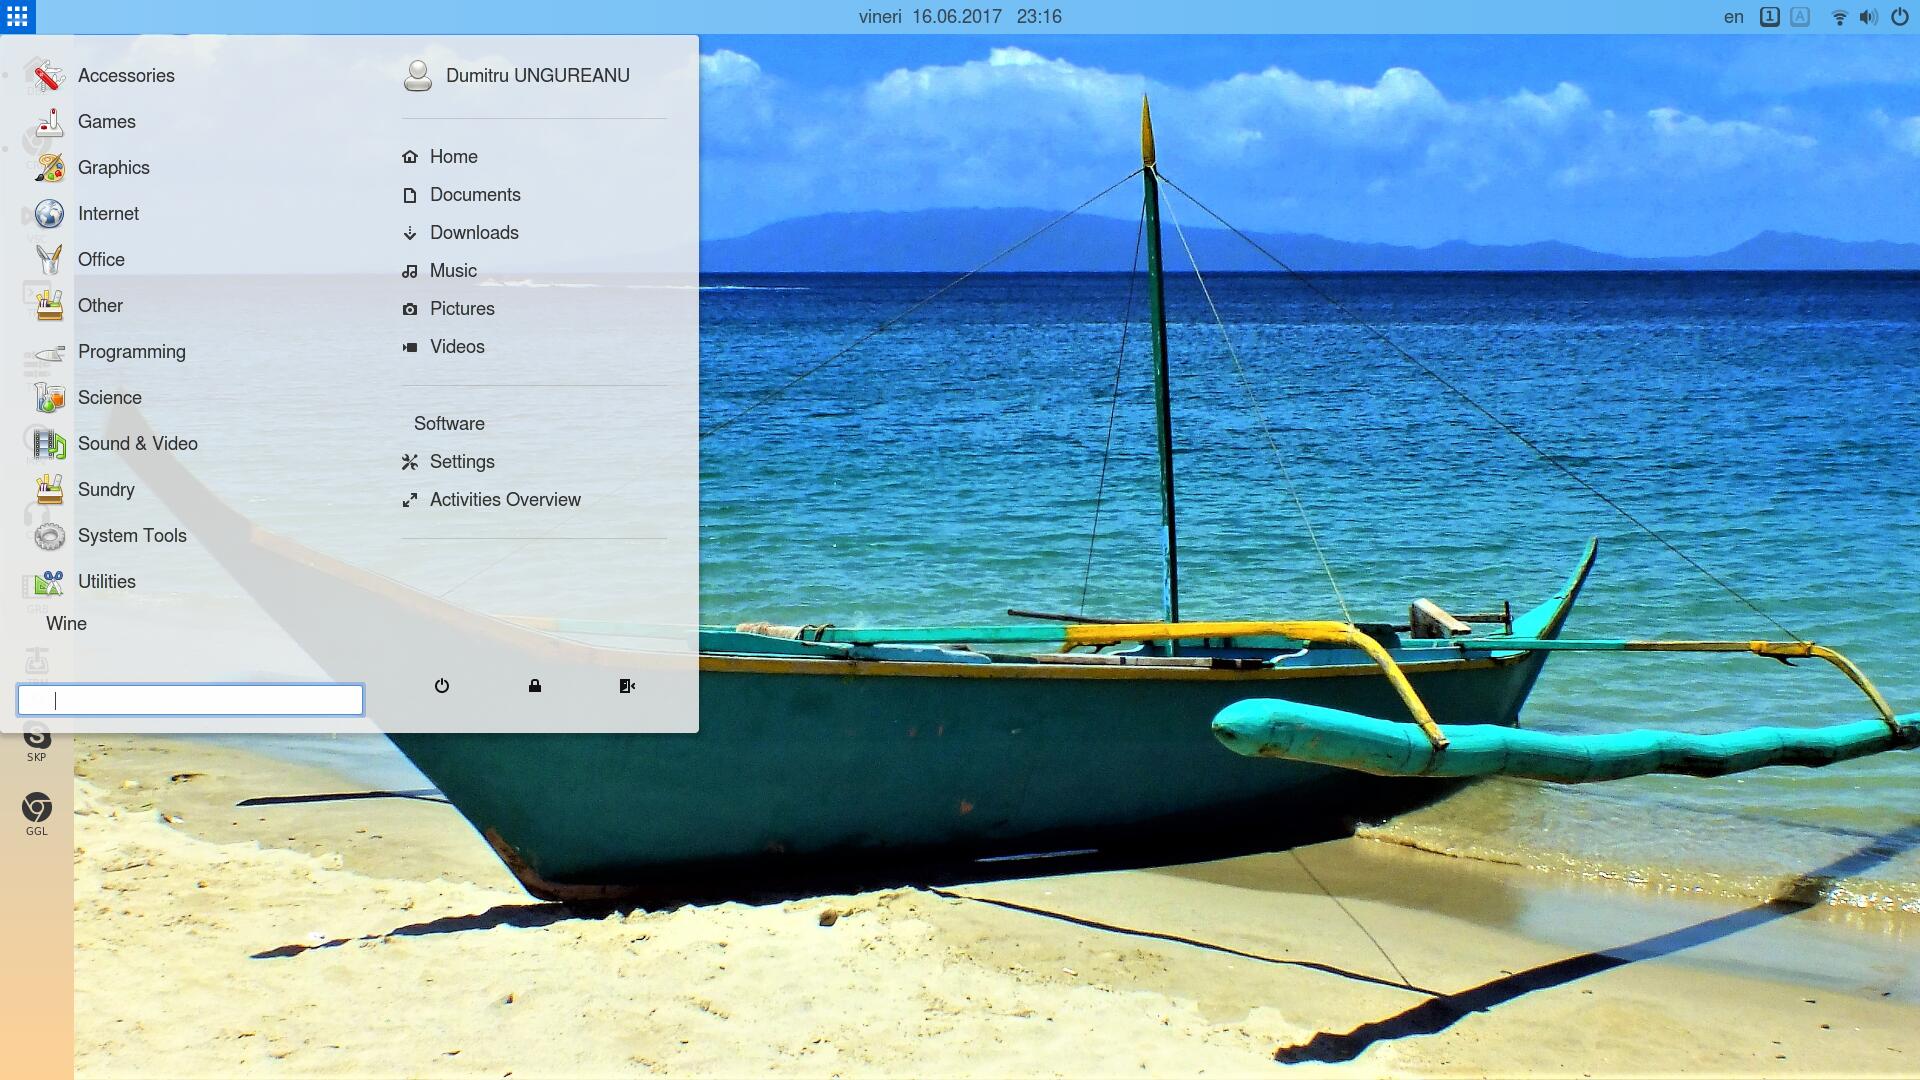 vineri 16.06.2017 23:16
en
1
A
Accessories
Games
Graphics
Internet
Office
Other
Programming
Science
Sound & Video
Sundry
System Tools
Utilities
Wine
Dumitru UNGUREANU
Home
Documents
Downloads
Music
Pictures
Videos
Software
Settings
Activities Overview
GRB
SKP
GGL